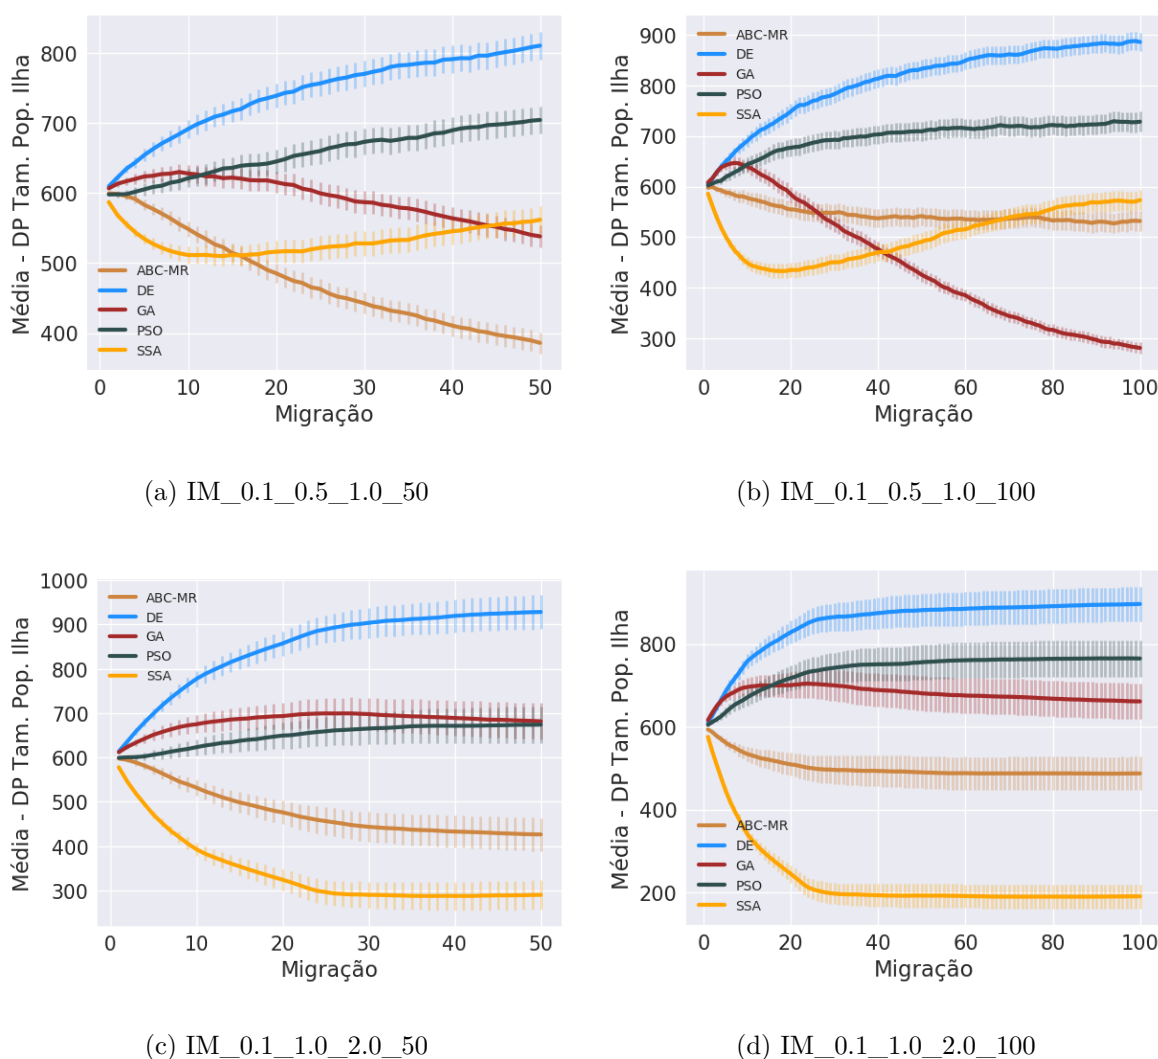 Média - DP Tam. Pop. Ilha
800
700
600
500
400
ABC-MR
DE
GA
PSO
SSA
0 10 20 30 40 50
Migração
(a) IM_0.1_0.5_1.0_50
Média - DP Tam. Pop. Ilha
900
800
700
600
500
400
300
ABC-MR
DE
GA
PSO
SSA
0 20 40 60 80 100
Migração
(b) IM_0.1_0.5_1.0_100
Média - DP Tam. Pop. Ilha
1000
900
800
700
600
500
400
300
ABC-MR
DE
GA
PSO
SSA
0 10 20 30 40 50
Migração
(c) IM_0.1_1.0_2.0_50
Média - DP Tam. Pop. Ilha
800
600
400
200
ABC-MR
DE
GA
PSO
SSA
0 20 40 60 80 100
Migração
(d) IM_0.1_1.0_2.0_100